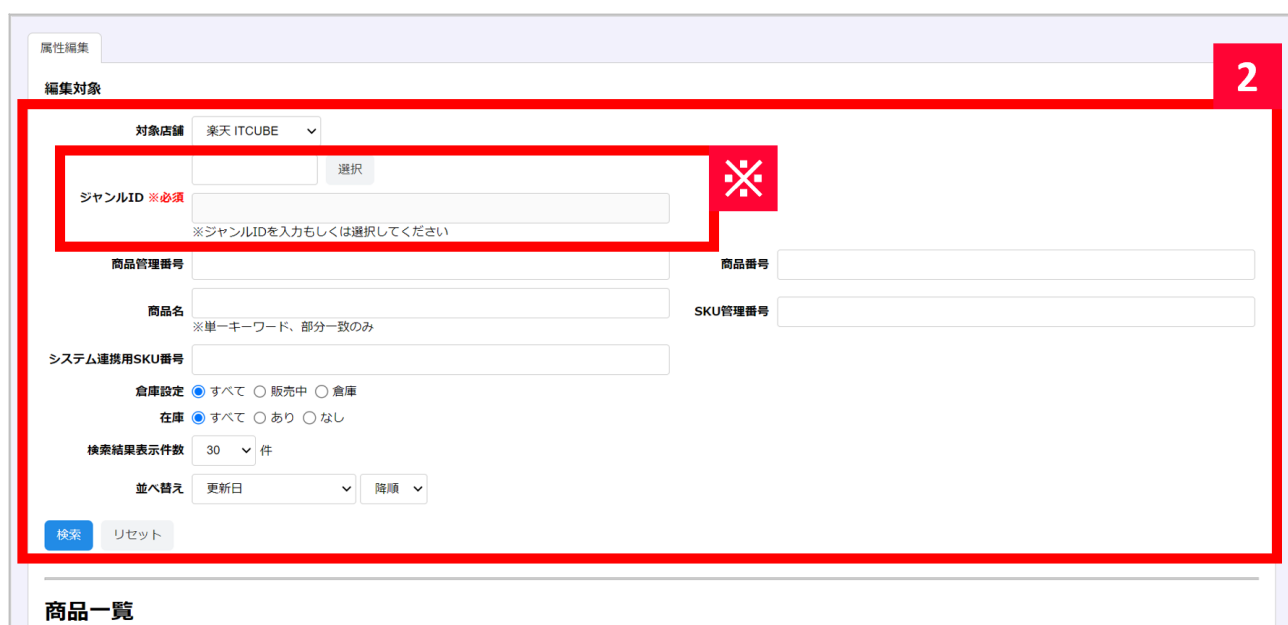 属性編集
2
編集対象
対象店舗 楽天 ITCUBE
選択
※
ジャンルID ※必須
※ジャンルIDを入力もしくは選択してください
商品管理番号 商品番号
商品名 SKU管理番号
※単一キーワード、部分一致のみ
システム連携用SKU番号
倉庫設定 すべて 販売中 倉庫
在庫 すべて あり なし
検索結果表示件数 30 件
並べ替え 更新日 降順
検索 リセット
商品一覧